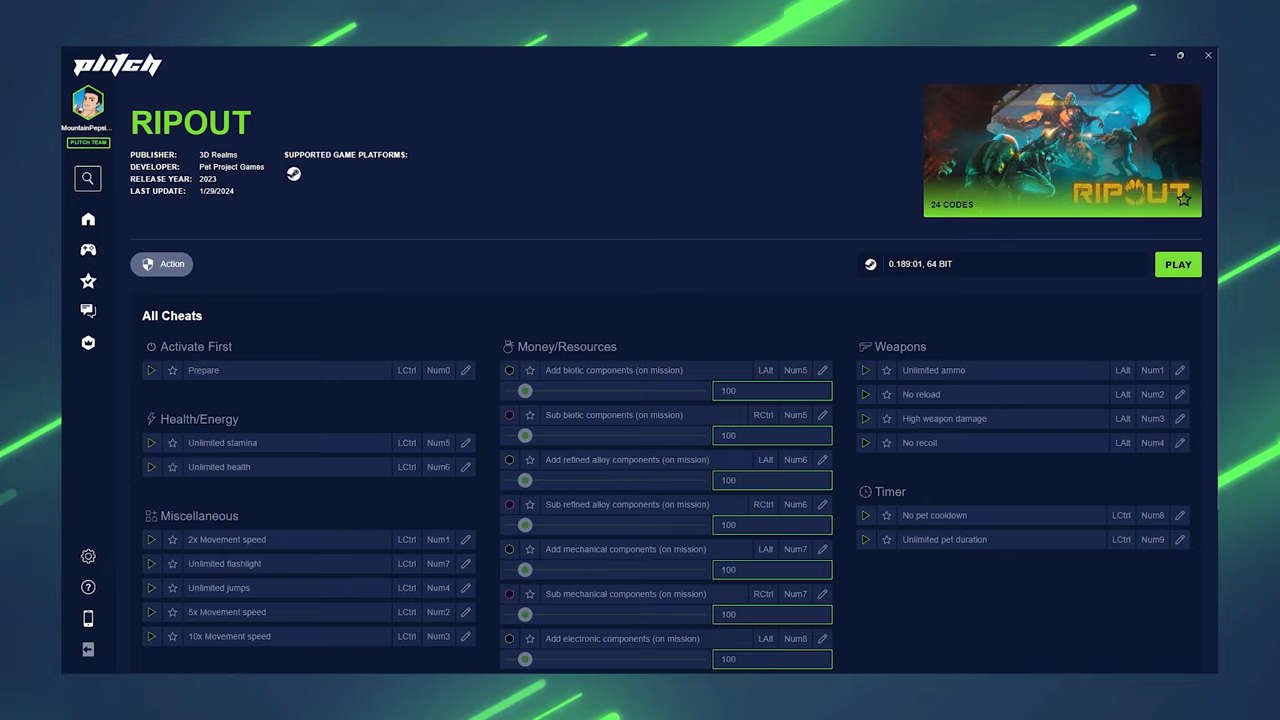 plitch
MountainPepsi...
PLITCH TEAM
RIPOUT
PUBLISHER: 3D Realms
DEVELOPER: Pet Project Games
RELEASE YEAR: 2023
LAST UPDATE: 1/29/2024
SUPPORTED GAME PLATFORMS:
RIPOUT
24 CODES
Action
0.189:01, 64 BIT
PLAY
All Cheats
Activate First
Prepare LCtrl Num0
Health/Energy
Unlimited stamina LCtrl Num5
Unlimited health LCtrl Num6
Miscellaneous
2x Movement speed LCtrl Num1
Unlimited flashlight LCtrl Num7
Unlimited jumps LCtrl Num4
5x Movement speed LCtrl Num2
10x Movement speed LCtrl Num3
Money/Resources
Add biotic components (on mission) LAlt Num5
100
Sub biotic components (on mission) RCtrl Num5
100
Add refined alloy components (on mission) LAlt Num6
100
Sub refined alloy components (on mission) RCtrl Num6
100
Add mechanical components (on mission) LAlt Num7
100
Sub mechanical components (on mission) RCtrl Num7
100
Add electronic components (on mission) LAlt Num8
100
Weapons
Unlimited ammo LAlt Num1
No reload LAlt Num2
High weapon damage LAlt Num3
No recoil LAlt Num4
Timer
No pet cooldown LCtrl Num8
Unlimited pet duration LCtrl Num9